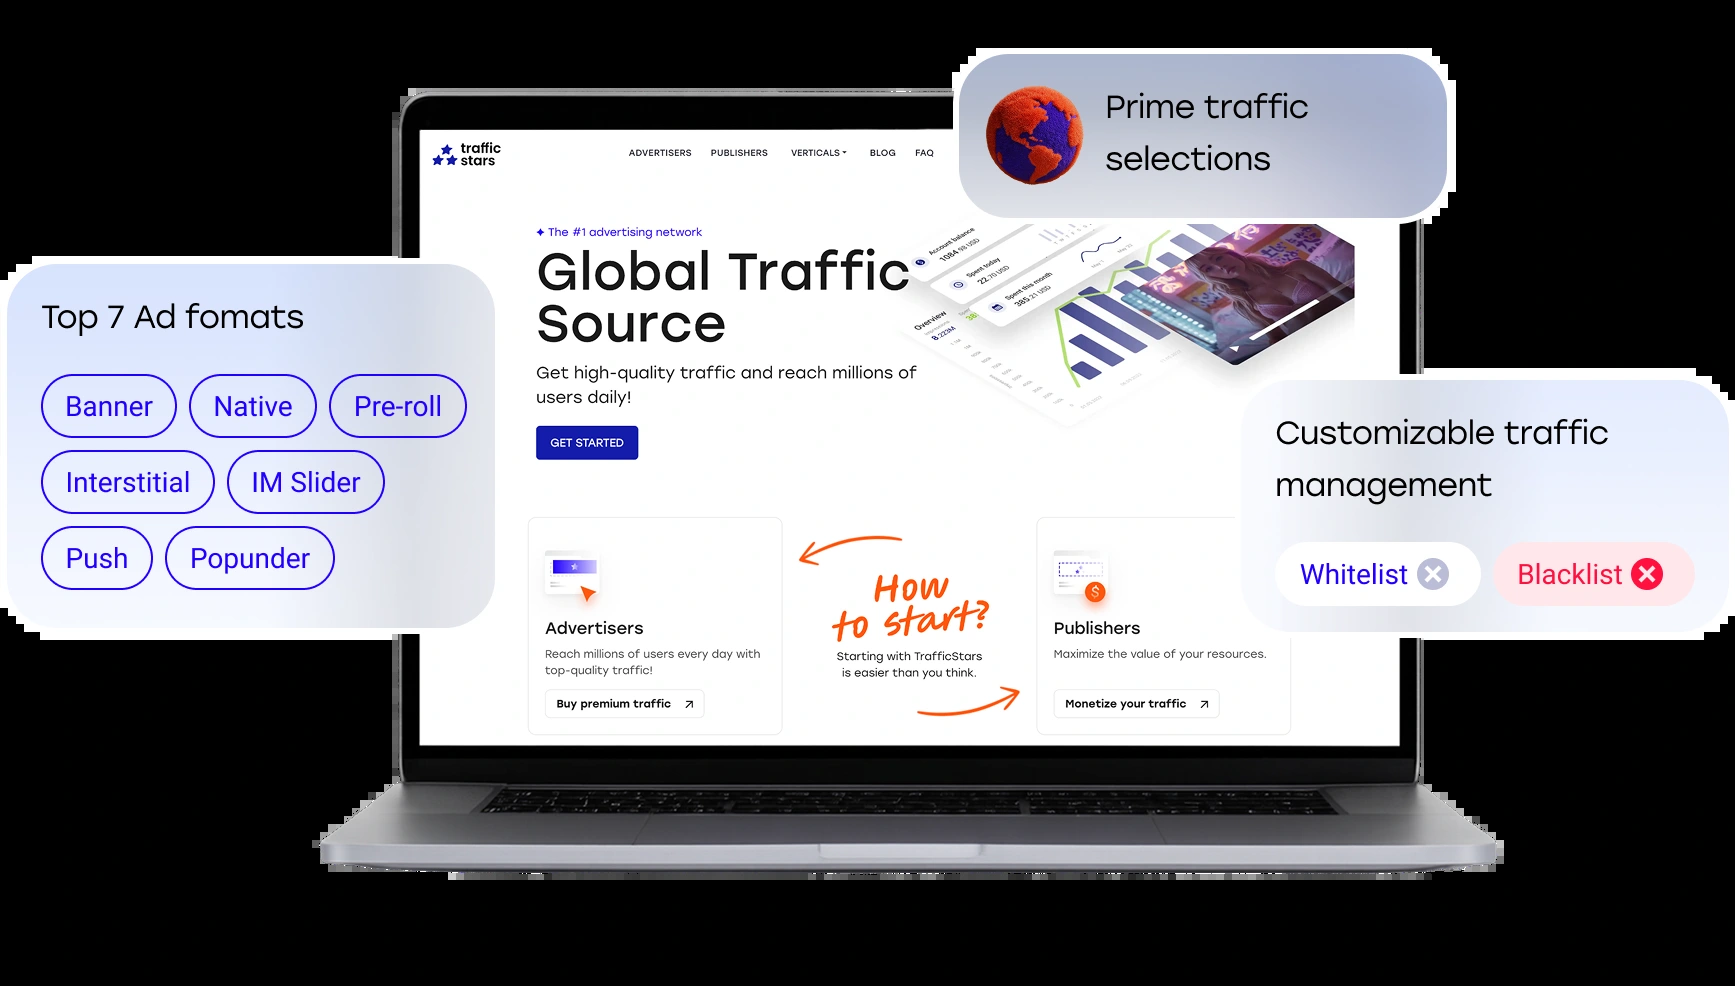 Prime traffic
selections
traffic
stars
ADVERTISERS
PUBLISHERS
VERTICALS
BLOG
FAQ
The #1 advertising network
Global Traffic
Source
Get high-quality traffic and reach millions of
users daily!
GET STARTED
Account balance
1084.93 USD
Spent today
22.70 USD
Spent this month
385.21 USD
Overview
8.223M
Top 7 Ad fomats
Banner
Native
Pre-roll
Interstitial
IM Slider
Push
Popunder
Customizable traffic
management
Whitelist
Blacklist
Advertisers
Reach millions of users every day with
top-quality traffic!
Buy premium traffic
How
to start?
Starting with TrafficStars
is easier than you think.
Publishers
Maximize the value of your resources.
Monetize your traffic